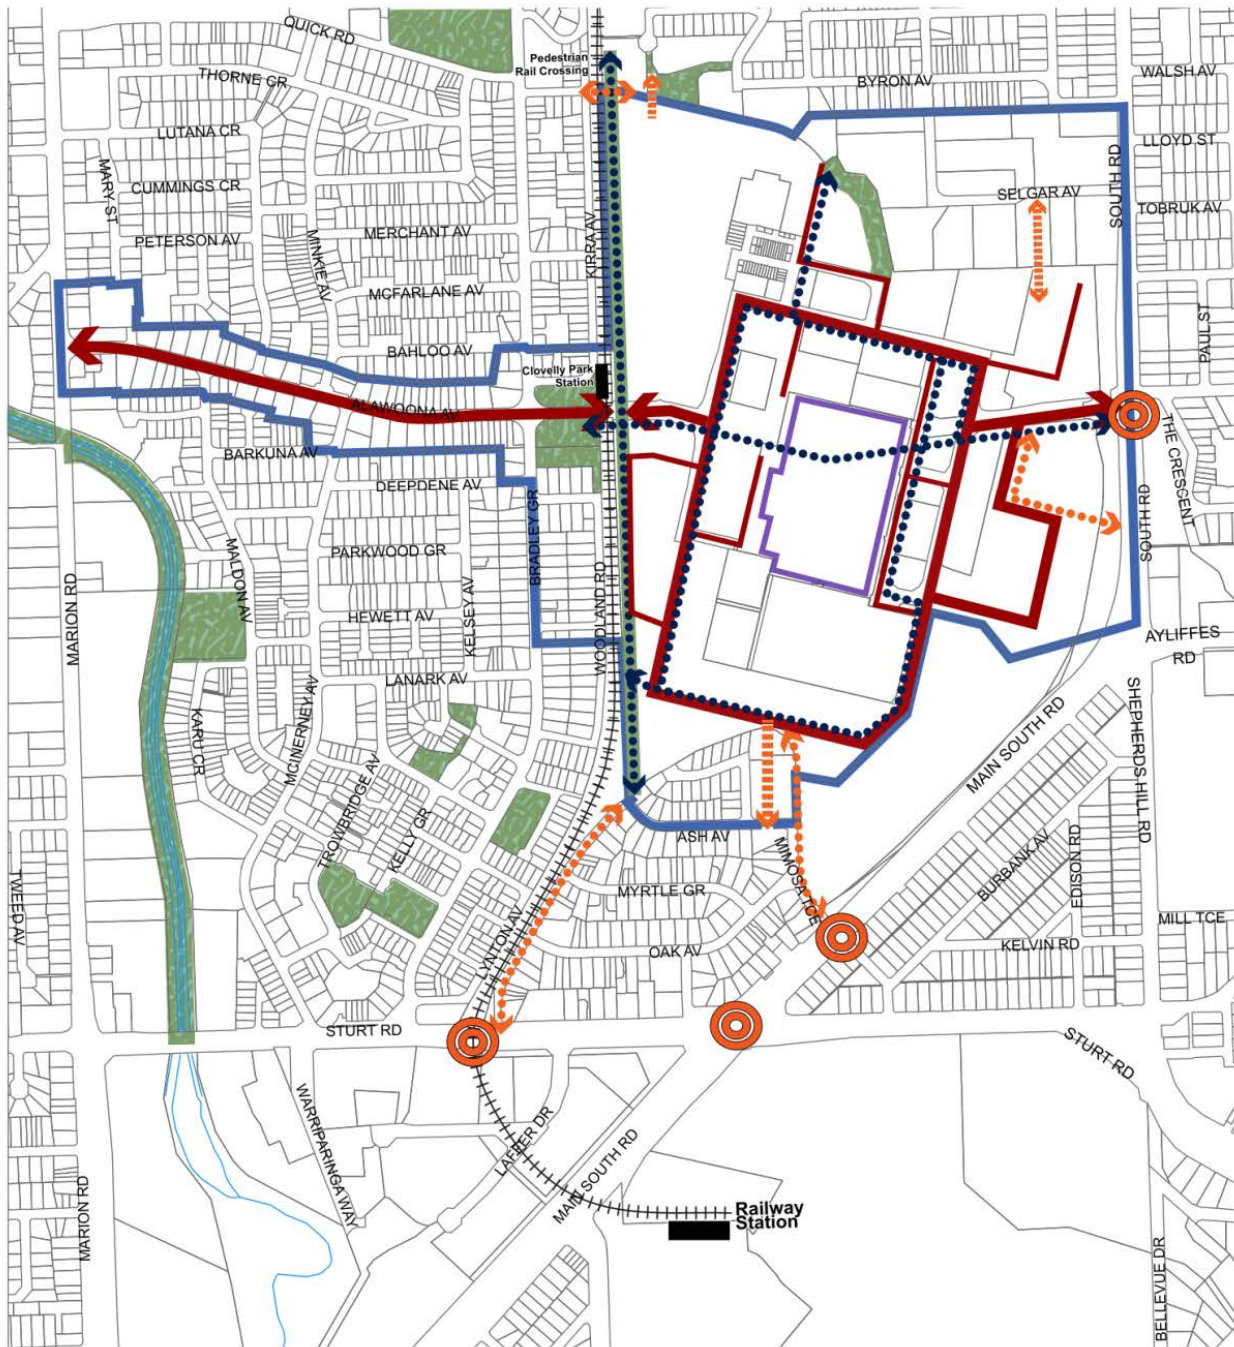 QUICK RD
Pedestrian
Rail Crossing
THORNE CR
BYRON AV
WALSH AV
LUTANA CR
LLOYD ST
MARY ST
CUMMINGS CR
SELGAR AV
SOUTH RD
TOBRUK AV
PETERSON AV
MINKIE AV
MERCHANT AV
KIRRA AV
MCFARLANE AV
PAUL ST
BAHLOO AV
Clovelly Park
Station
ALAWOONA AV
THE CRESCENT
BARKUNA AV
DEEPDENE AV
BRADLEY GR
SOUTH RD
MARION RD
MALDON AV
PARKWOOD GR
KELSEY AV
HEWETT AV
WOODLAND RD
AYLIFFES
RD
LANARK AV
KARU CR
MCINERNEY AV
MAIN SOUTH RD
SHEPHERDS HILL RD
TROWBRIDGE AV
KELLY GR
ASH AV
MIMOSA TCE
BURBANK AV
EDISON RD
TWEED AV
MYRTLE GR
MILL TCE
LYNTON AV
OAK AV
KELVIN RD
STURT RD
STURT RD
WARRIPARINGA WAY
LAFFER DR
MAIN SOUTH RD
MARION RD
Railway
Station
BELLEVUE DR